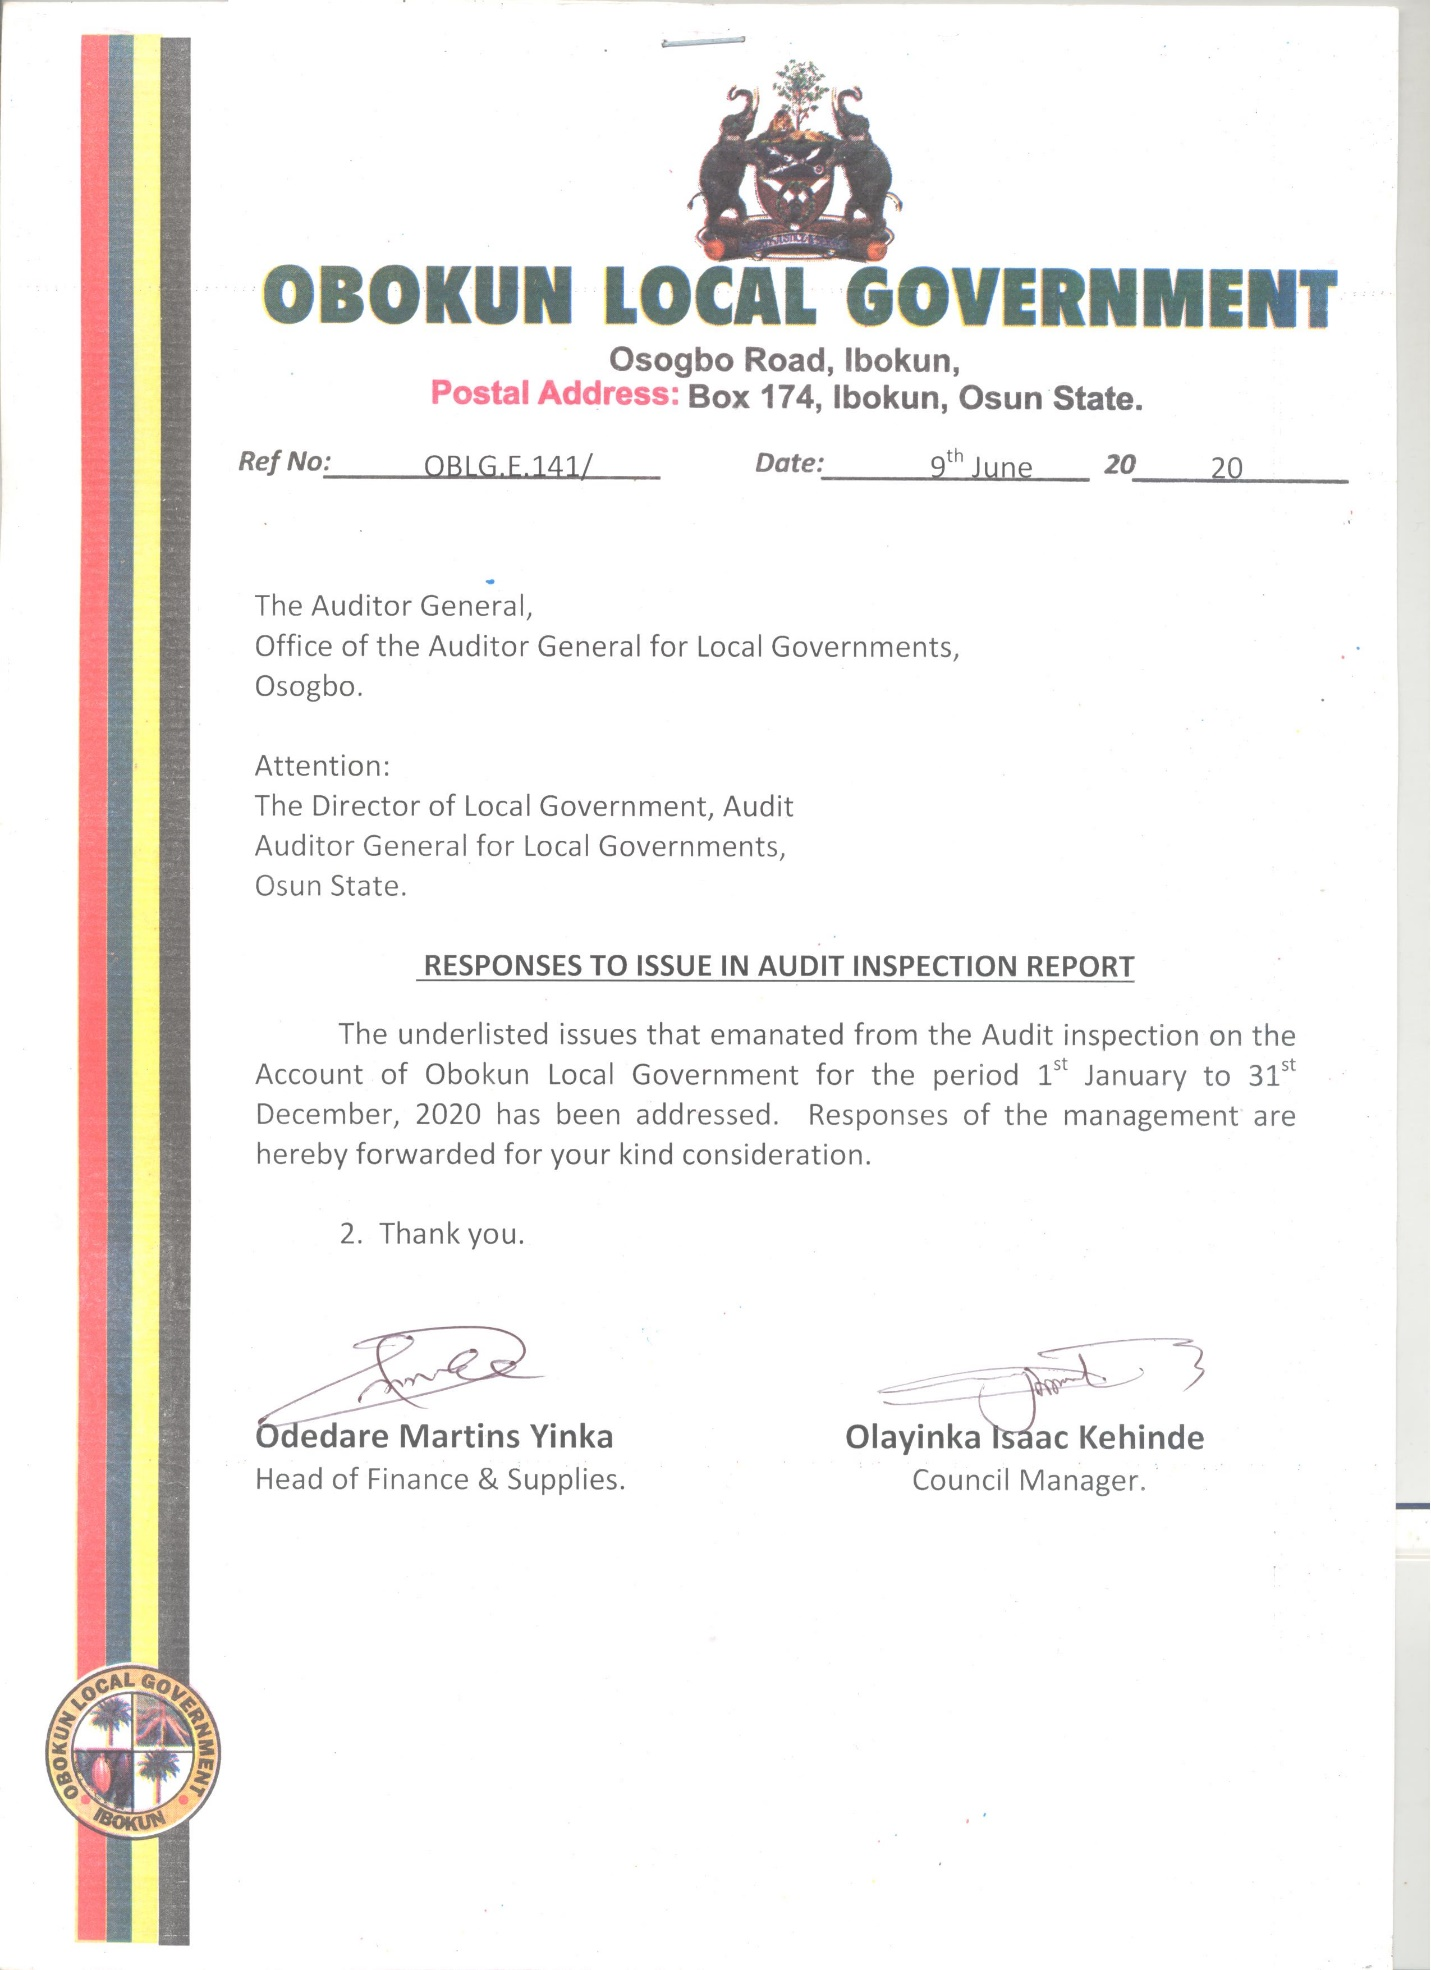 OBOKUN LOCAL GOVERNMENT
Osogbo Road, Ibokun,
Postal Address: Box 174, Ibokun, Osun State.
Ref No: OBLG.E.141/ Date: 9th June 20 20
The Auditor General,
Office of the Auditor General for Local Governments,
Osogbo.
Attention:
The Director of Local Government, Audit
Auditor General for Local Governments,
Osun State.
RESPONSES TO ISSUE IN AUDIT INSPECTION REPORT
The underlisted issues that emanated from the Audit inspection on the
Account of Obokun Local Government for the period 1st January to 31st
December, 2020 has been addressed. Responses of the management are
hereby forwarded for your kind consideration.
2. Thank you.
Odedare Martins Yinka Olayinka Isaac Kehinde
Head of Finance & Supplies. Council Manager.
OBOKUN LOCAL GOVERNMENT
IBOKUN